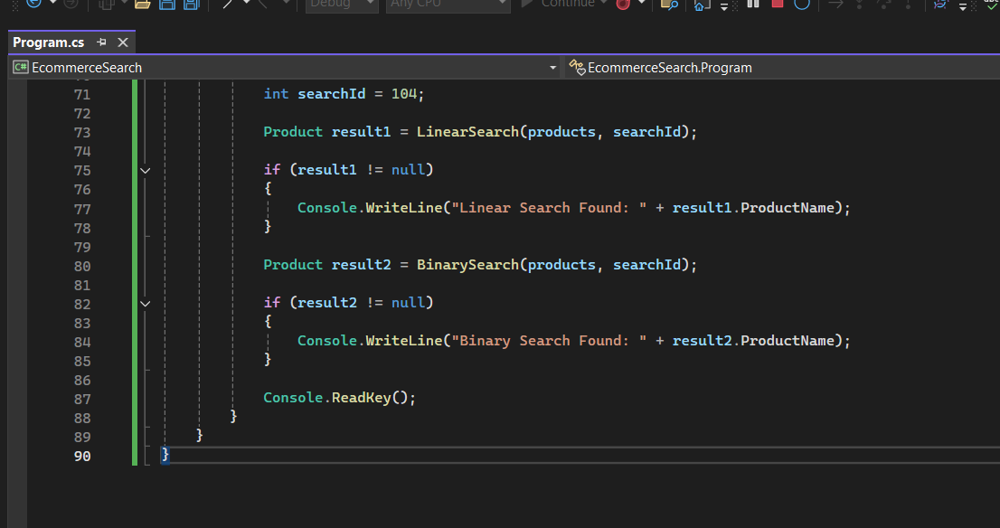 Debug Any CPU Continue
Program.cs
C# EcommerceSearch EcommerceSearch.Program
71 int searchId = 104;
72
73 Product result1 = LinearSearch(products, searchId);
74
75 if (result1 != null)
76 {
77 Console.WriteLine("Linear Search Found: " + result1.ProductName);
78 }
79
80 Product result2 = BinarySearch(products, searchId);
81
82 if (result2 != null)
83 {
84 Console.WriteLine("Binary Search Found: " + result2.ProductName);
85 }
86
87 Console.ReadKey();
88 }
89 }
90 }